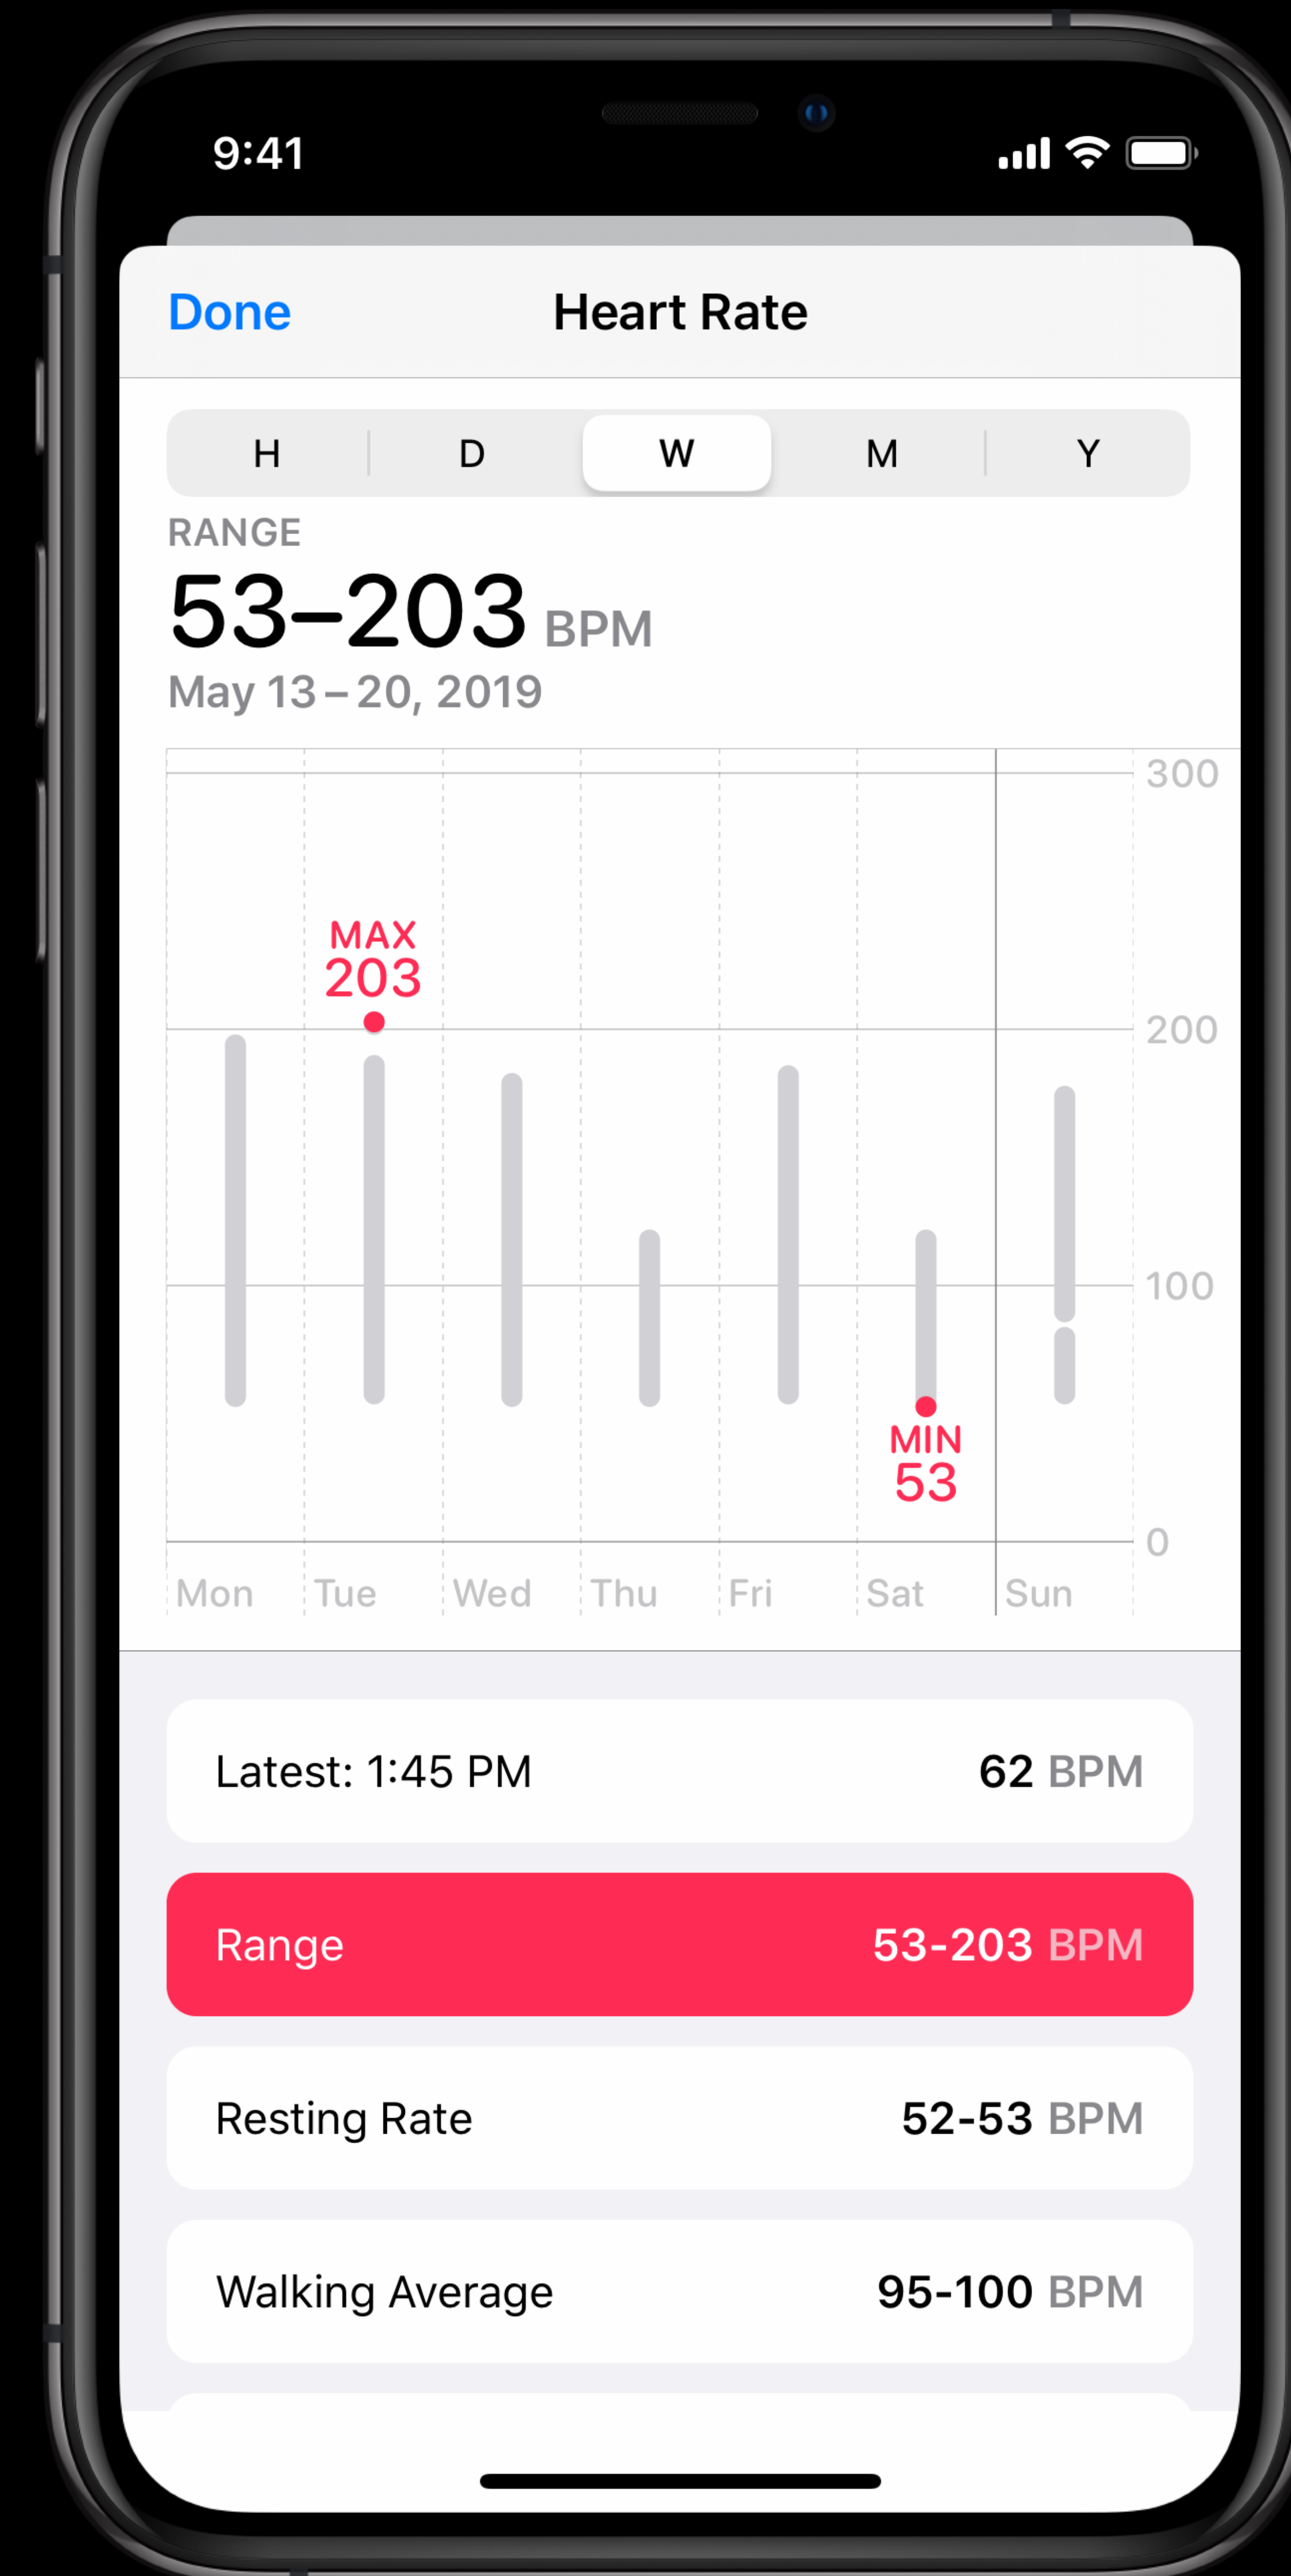 9:41
Done Heart Rate
H D W M Y
RANGE
53–203 BPM
May 13–20, 2019
300
MAX
203
200
100
MIN
53
0
Mon Tue Wed Thu Fri Sat Sun
Latest: 1:45 PM 62 BPM
Range 53-203 BPM
Resting Rate 52-53 BPM
Walking Average 95-100 BPM